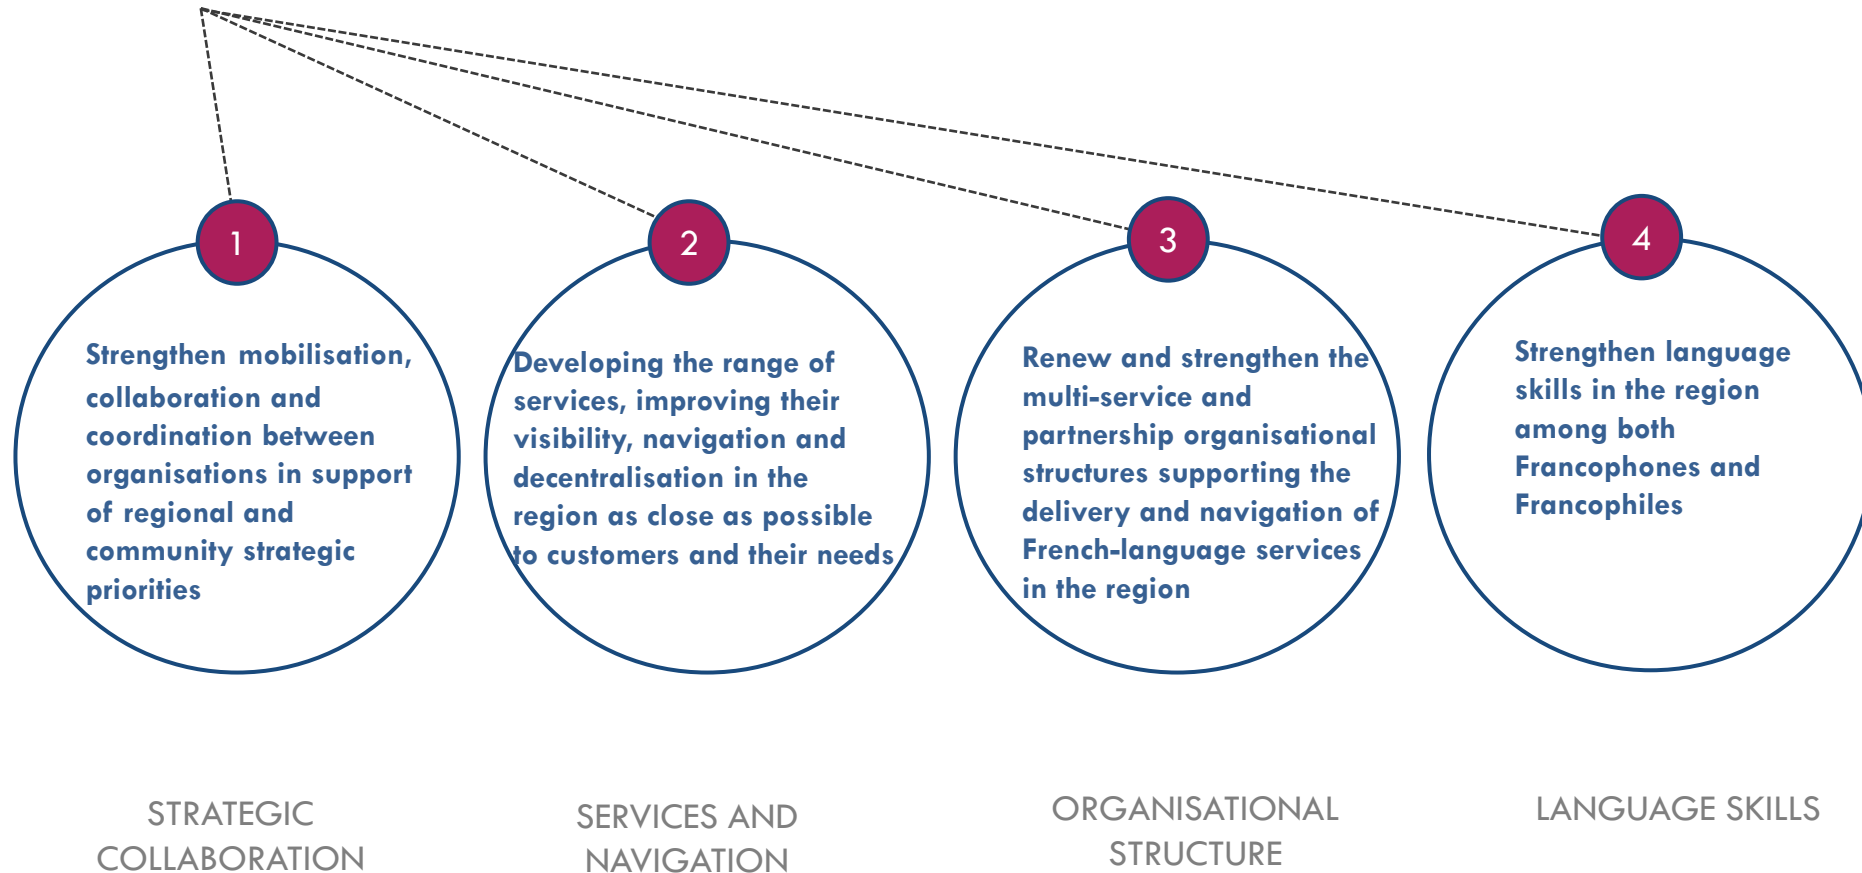 1
Strengthen mobilisation,
collaboration and
coordination between
organisations in support
of regional and
community strategic
priorities
STRATEGIC
COLLABORATION
2
Developing the range of
services, improving their
visibility, navigation and
decentralisation in the
region as close as possible
to customers and their needs
SERVICES AND
NAVIGATION
3
Renew and strengthen the
multi-service and
partnership organisational
structures supporting the
delivery and navigation of
French-language services
in the region
ORGANISATIONAL
STRUCTURE
4
Strengthen language
skills in the region
among both
Francophones and
Francophiles
LANGUAGE SKILLS